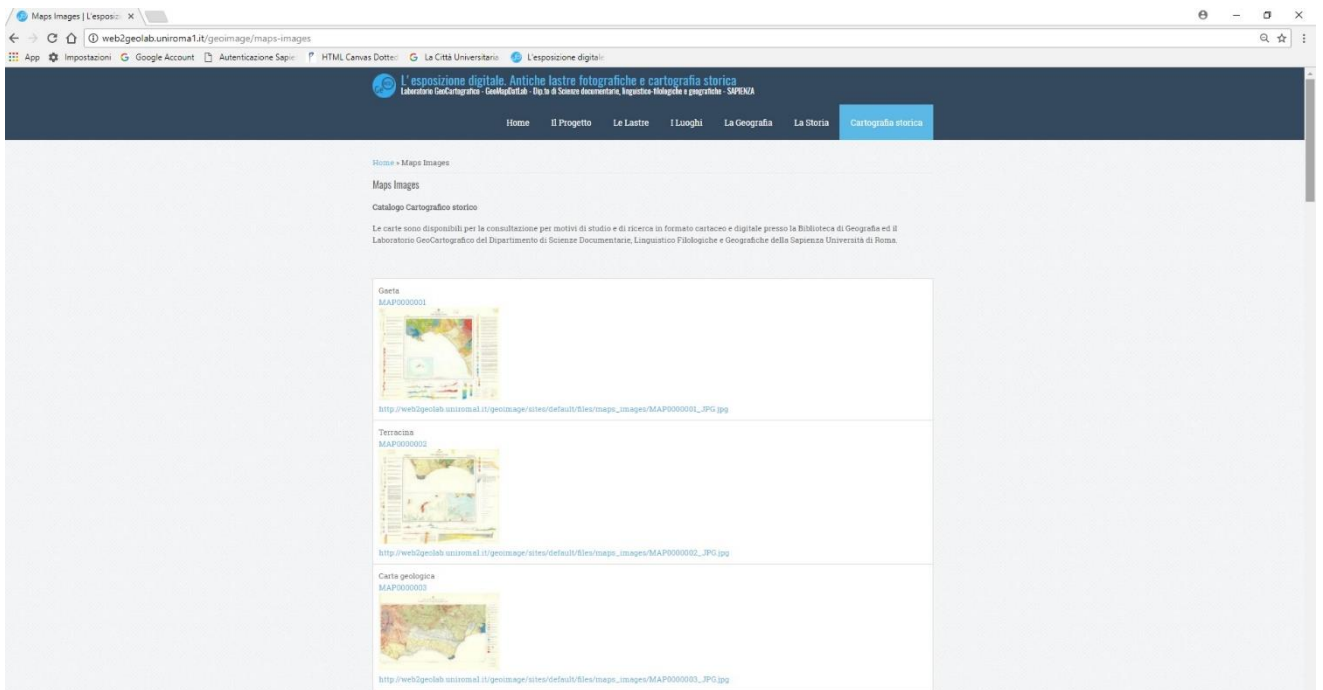 Maps Images | L'esposiz
web2geolab.uniroma1.it/geoimage/maps-images
App Impostazioni Google Account Autenticazione Sapie HTML Canvas Dotted La Città Universitaria L'esposizione digitale
L'esposizione digitale. Antiche lastre fotografiche e cartografia storica
Laboratorio GeoCartografico - GeoMapDatLab - Dip.to di Scienze documentarie, linguistico-filologiche e geografiche - SAPIENZA
Home Il Progetto Le Lastre I Luoghi La Geografia La Storia Cartografia storica
Home » Maps Images
Maps Images
Catalogo Cartografico storico
Le carte sono disponibili per la consultazione per motivi di studio e di ricerca in formato cartaceo e digitale presso la Biblioteca di Geografia ed il
Laboratorio GeoCartografico del Dipartimento di Scienze Documentarie, Linguistico Filologiche e Geografiche della Sapienza Università di Roma.
Gaeta
MAP0000001
http://web2geolab.uniroma1.it/geoimage/sites/default/files/maps_images/MAP0000001_JPG.jpg
Terracina
MAP0000002
http://web2geolab.uniroma1.it/geoimage/sites/default/files/maps_images/MAP0000002_JPG.jpg
Carta geologica
MAP0000003
http://web2geolab.uniroma1.it/geoimage/sites/default/files/maps_images/MAP0000003_JPG.jpg